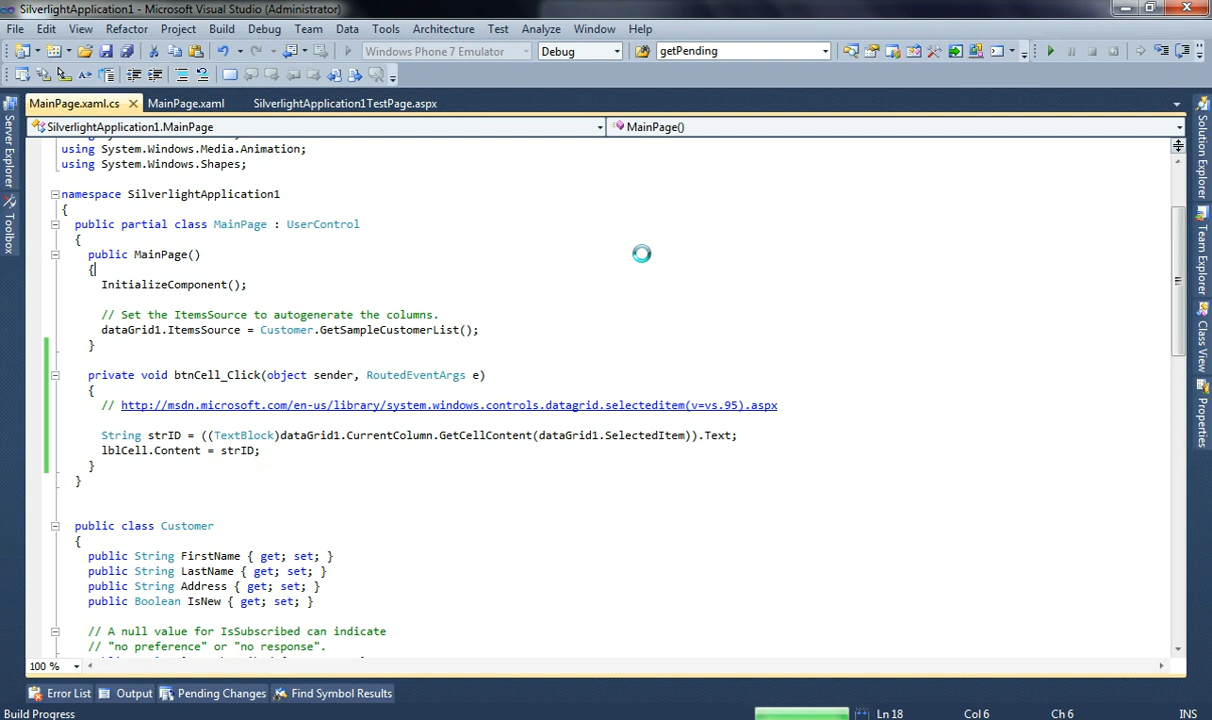 SilverlightApplication1 - Microsoft Visual Studio (Administrator)
File Edit View Refactor Project Build Debug Team Data Tools Architecture Test Analyze Window Help
Windows Phone 7 Emulator Debug getPending
MainPage.xaml.cs MainPage.xaml SilverlightApplication1TestPage.aspx
SilverlightApplication1.MainPage MainPage()
using System.Windows.Media.Animation;
using System.Windows.Shapes;
namespace SilverlightApplication1
{
public partial class MainPage : UserControl
{
public MainPage()
{
InitializeComponent();
// Set the ItemsSource to autogenerate the columns.
dataGrid1.ItemsSource = Customer.GetSampleCustomerList();
}
private void btnCell_Click(object sender, RoutedEventArgs e)
{
// http://msdn.microsoft.com/en-us/library/system.windows.controls.datagrid.selecteditem(v=vs.95).aspx
String strID = ((TextBlock)dataGrid1.CurrentColumn.GetCellContent(dataGrid1.SelectedItem)).Text;
lblCell.Content = strID;
}
}
public class Customer
{
public String FirstName { get; set; }
public String LastName { get; set; }
public String Address { get; set; }
public Boolean IsNew { get; set; }
// A null value for IsSubscribed can indicate
// "no preference" or "no response".
100 %
Error List Output Pending Changes Find Symbol Results
Build Progress Ln 18 Col 6 Ch 6 INS
Server Explorer
Toolbox
Solution Explorer
Team Explorer
Class View
Properties